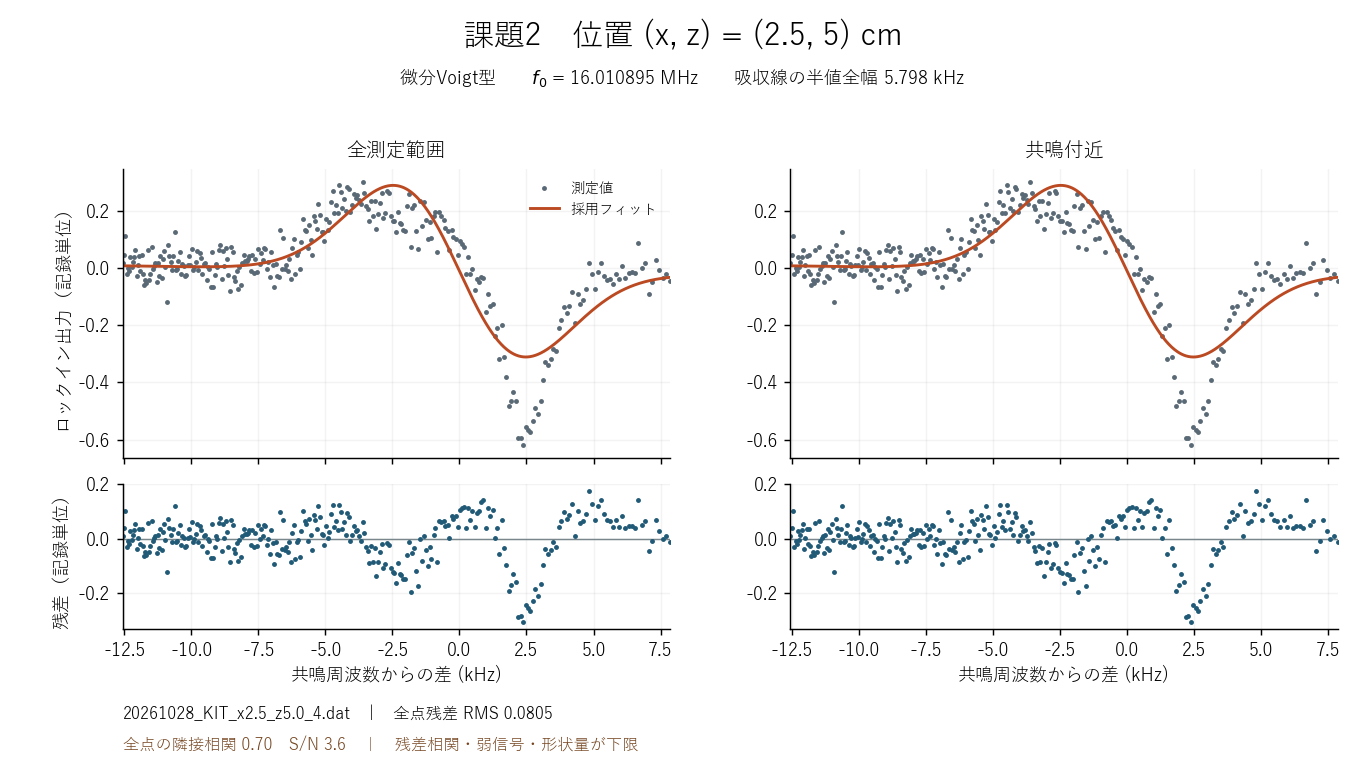 課題2　位置 (x, z) = (2.5, 5) cm
微分Voigt型　　f0 = 16.010895 MHz　　吸収線の半値全幅 5.798 kHz
全測定範囲
測定値
採用フィット
ロックイン出力（記録単位）
0.2
0.0
-0.2
-0.4
-0.6
残差（記録単位）
0.2
0.0
-0.2
-12.5 -10.0 -7.5 -5.0 -2.5 0.0 2.5 5.0 7.5
共鳴周波数からの差 (kHz)
共鳴付近
0.2
0.0
-0.2
-0.4
-0.6
0.2
0.0
-0.2
-12.5 -10.0 -7.5 -5.0 -2.5 0.0 2.5 5.0 7.5
共鳴周波数からの差 (kHz)
20261028_KIT_x2.5_z5.0_4.dat　|　全点残差 RMS 0.0805
全点の隣接相関 0.70　S/N 3.6　|　残差相関・弱信号・形状量が下限